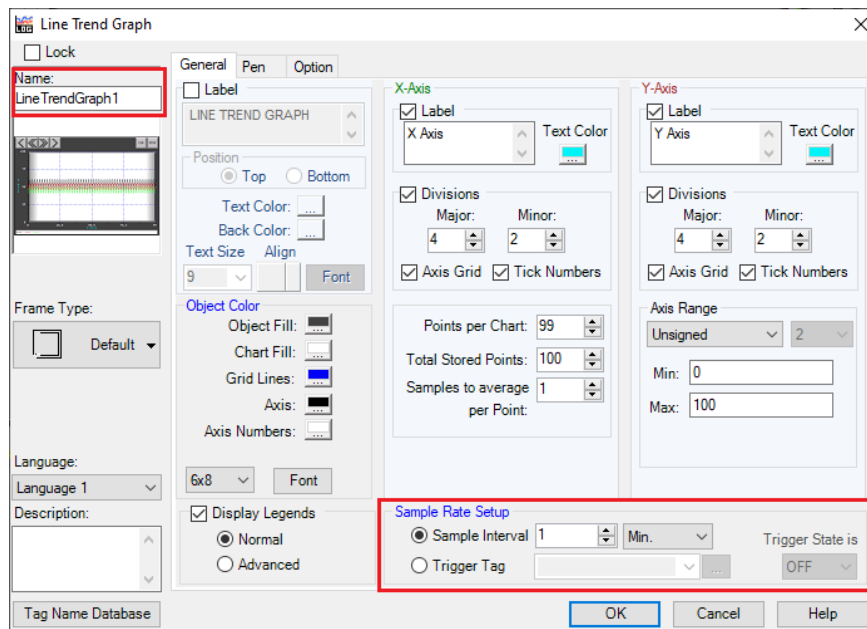 Line Trend Graph
Lock
Name:
LineTrendGraph1
Frame Type:
Default
Language:
Language 1
Description:
Tag Name Database
General Pen Option
Label
LINE TREND GRAPH
Position
Top Bottom
Text Color: ...
Back Color: ...
Text Size Align
9 Font
Object Color
Object Fill: ...
Chart Fill: ...
Grid Lines: ...
Axis: ...
Axis Numbers: ...
6x8 Font
Display Legends
Normal
Advanced
X-Axis
Label
X Axis
Text Color
...
Divisions
Major: Minor:
4 2
Axis Grid Tick Numbers
Points per Chart: 99
Total Stored Points: 100
Samples to average 1
per Point:
Y-Axis
Label
Y Axis
Text Color
...
Divisions
Major: Minor:
4 2
Axis Grid Tick Numbers
Axis Range
Unsigned 2
Min: 0
Max: 100
Sample Rate Setup
Sample Interval 1 Min.
Trigger Tag ...
Trigger State is
OFF
OK Cancel Help